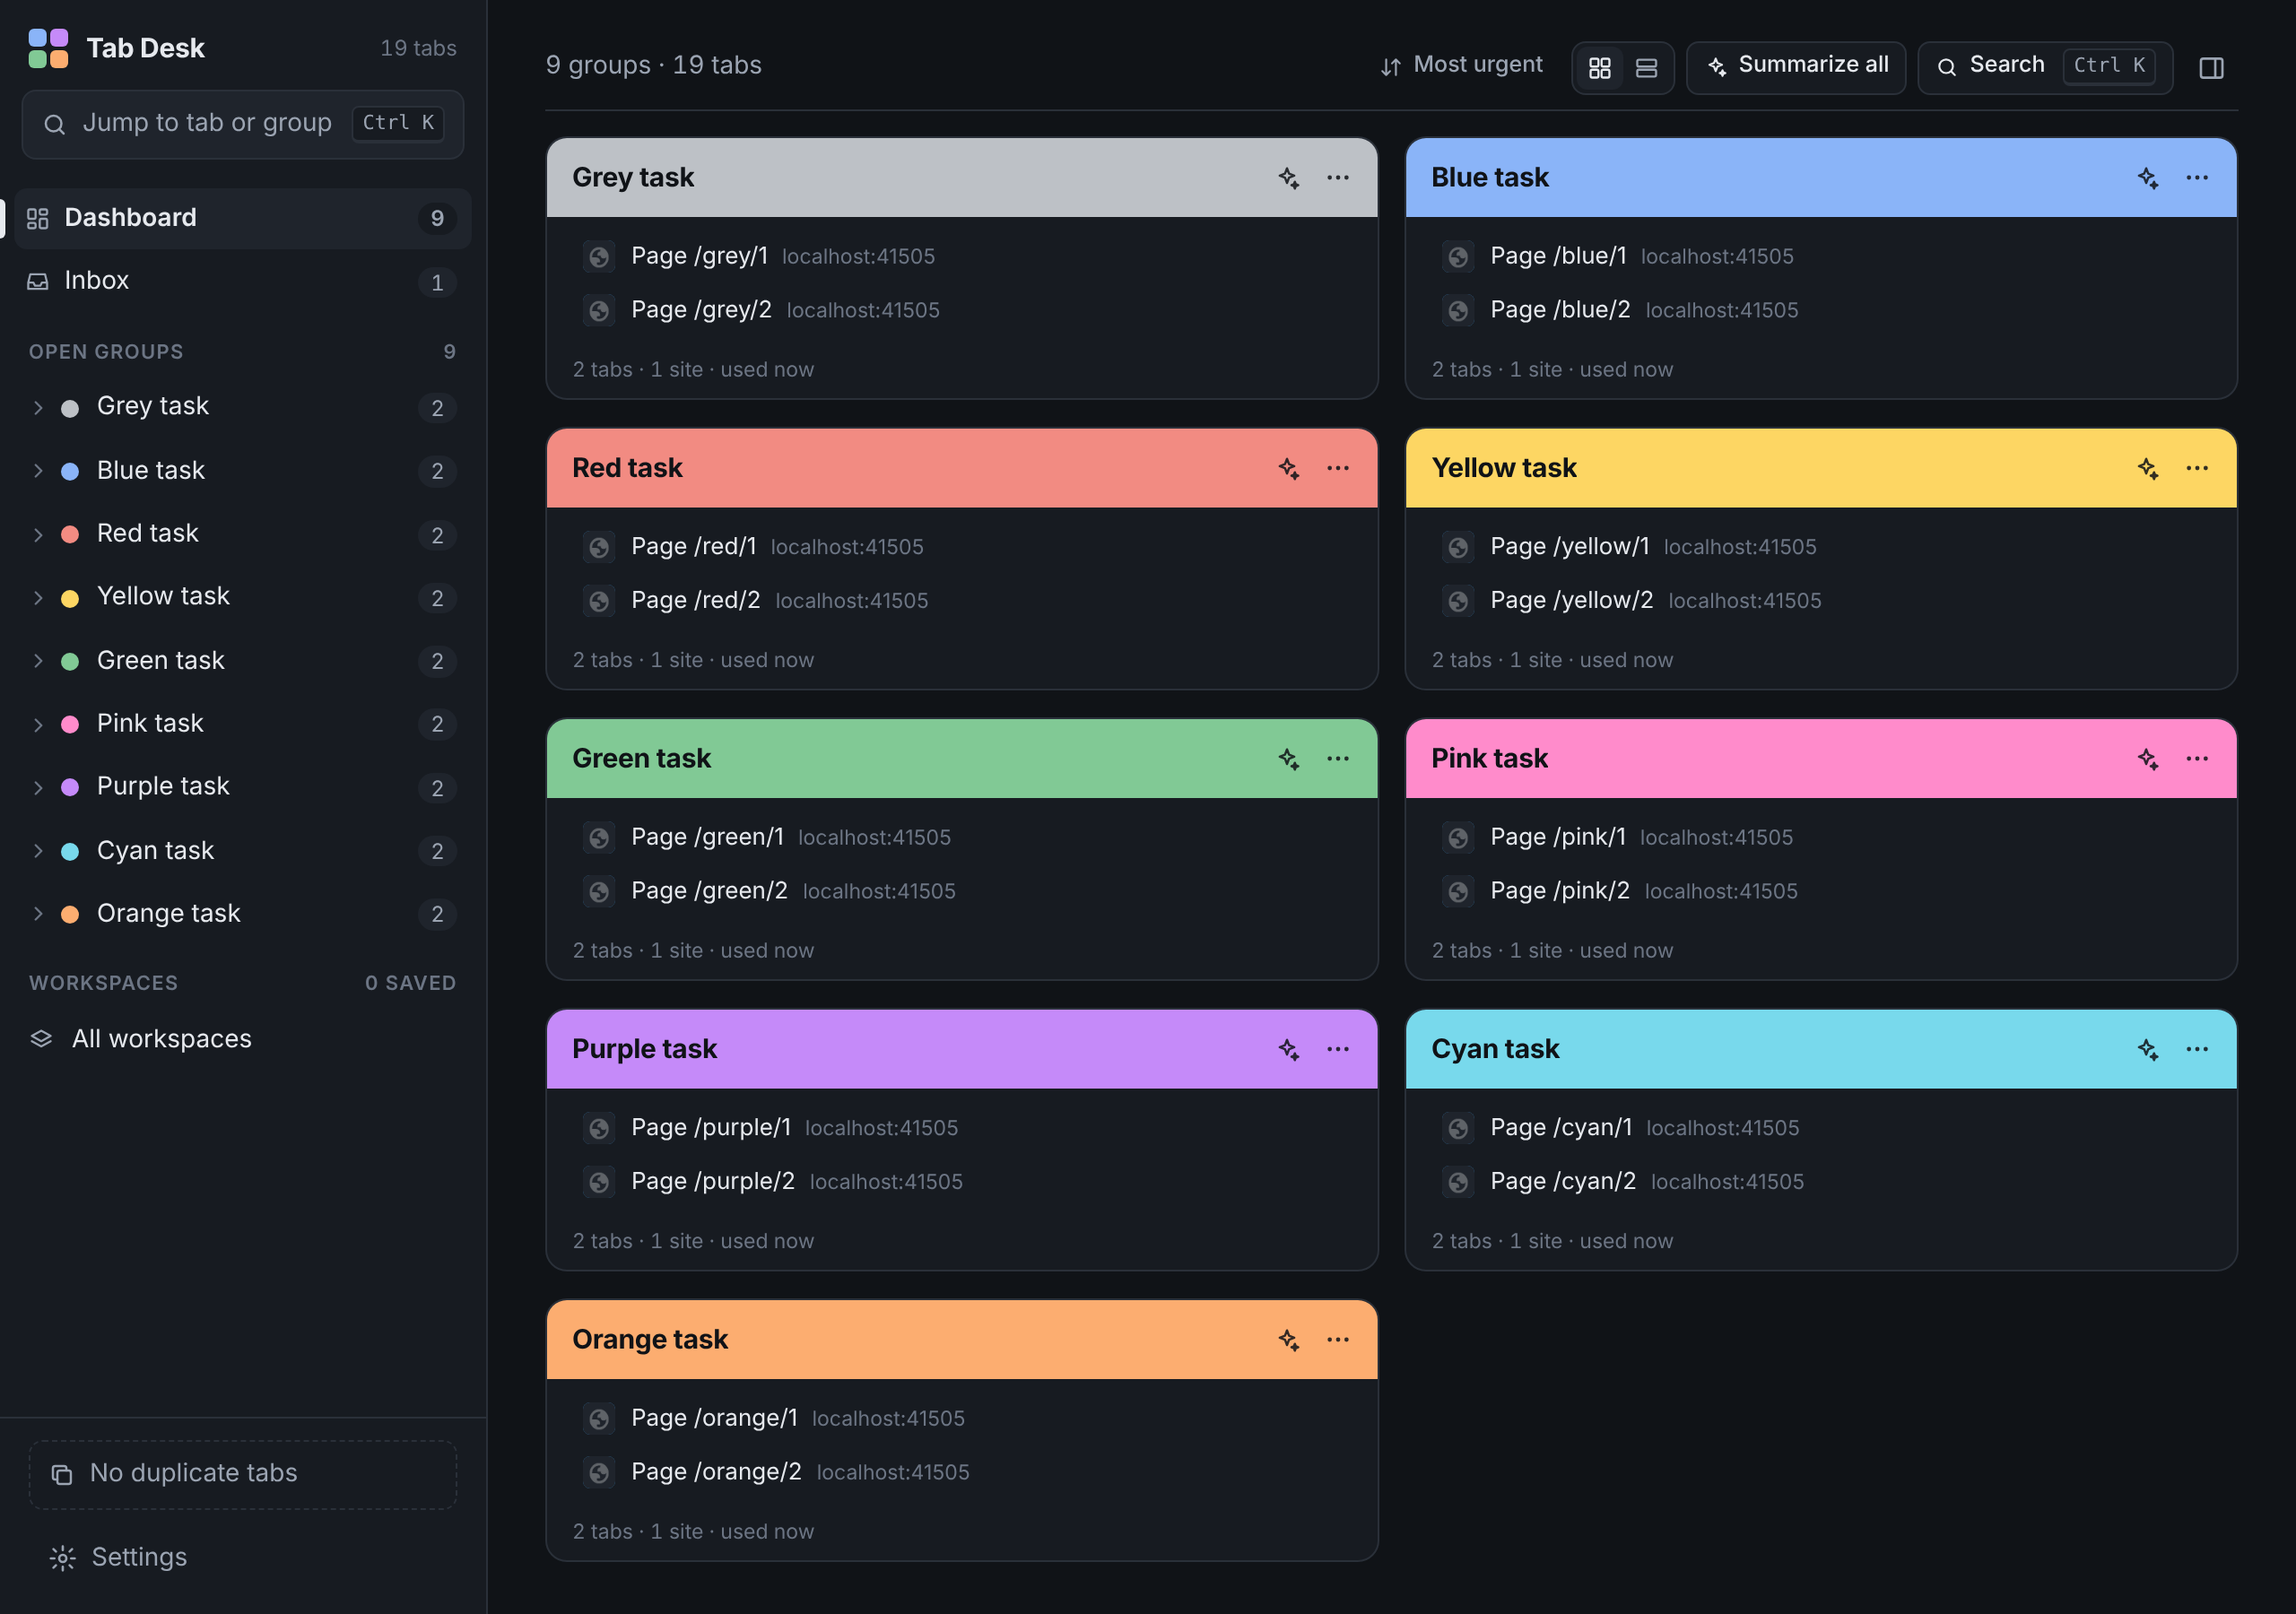 Tab Desk 19 tabs
Jump to tab or group Ctrl K
Dashboard 9
Inbox 1
OPEN GROUPS 9
Grey task 2
Blue task 2
Red task 2
Yellow task 2
Green task 2
Pink task 2
Purple task 2
Cyan task 2
Orange task 2
WORKSPACES 0 SAVED
All workspaces
No duplicate tabs
Settings
9 groups · 19 tabs Most urgent Summarize all Search Ctrl K
Grey task
Page /grey/1 localhost:41505
Page /grey/2 localhost:41505
2 tabs · 1 site · used now
Blue task
Page /blue/1 localhost:41505
Page /blue/2 localhost:41505
2 tabs · 1 site · used now
Red task
Page /red/1 localhost:41505
Page /red/2 localhost:41505
2 tabs · 1 site · used now
Yellow task
Page /yellow/1 localhost:41505
Page /yellow/2 localhost:41505
2 tabs · 1 site · used now
Green task
Page /green/1 localhost:41505
Page /green/2 localhost:41505
2 tabs · 1 site · used now
Pink task
Page /pink/1 localhost:41505
Page /pink/2 localhost:41505
2 tabs · 1 site · used now
Purple task
Page /purple/1 localhost:41505
Page /purple/2 localhost:41505
2 tabs · 1 site · used now
Cyan task
Page /cyan/1 localhost:41505
Page /cyan/2 localhost:41505
2 tabs · 1 site · used now
Orange task
Page /orange/1 localhost:41505
Page /orange/2 localhost:41505
2 tabs · 1 site · used now